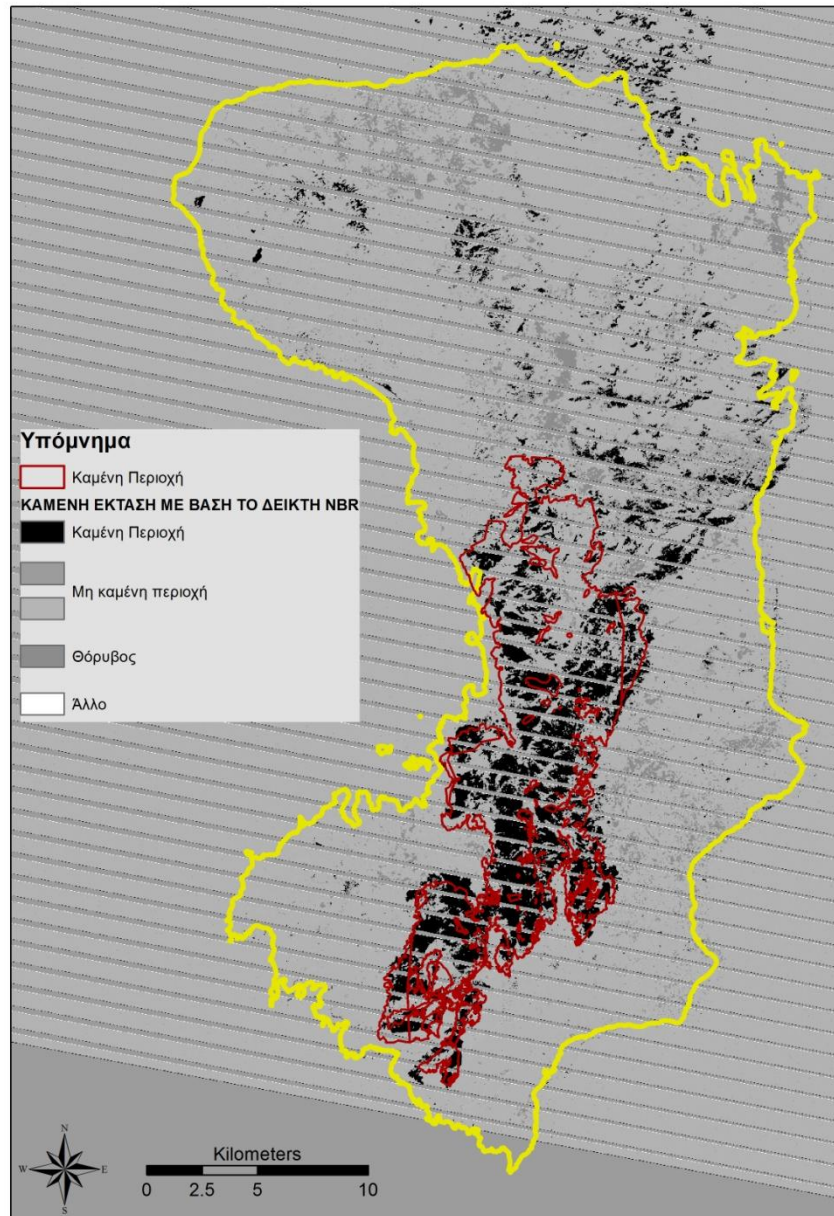 Υπόμνημα
Καμένη Περιοχή
ΚΑΜΕΝΗ ΕΚΤΑΣΗ ΜΕ ΒΑΣΗ ΤΟ ΔΕΙΚΤΗ NBR
Καμένη Περιοχή
Μη καμένη περιοχή
Θόρυβος
Άλλο
N
W E
S
Kilometers
0 2.5 5 10